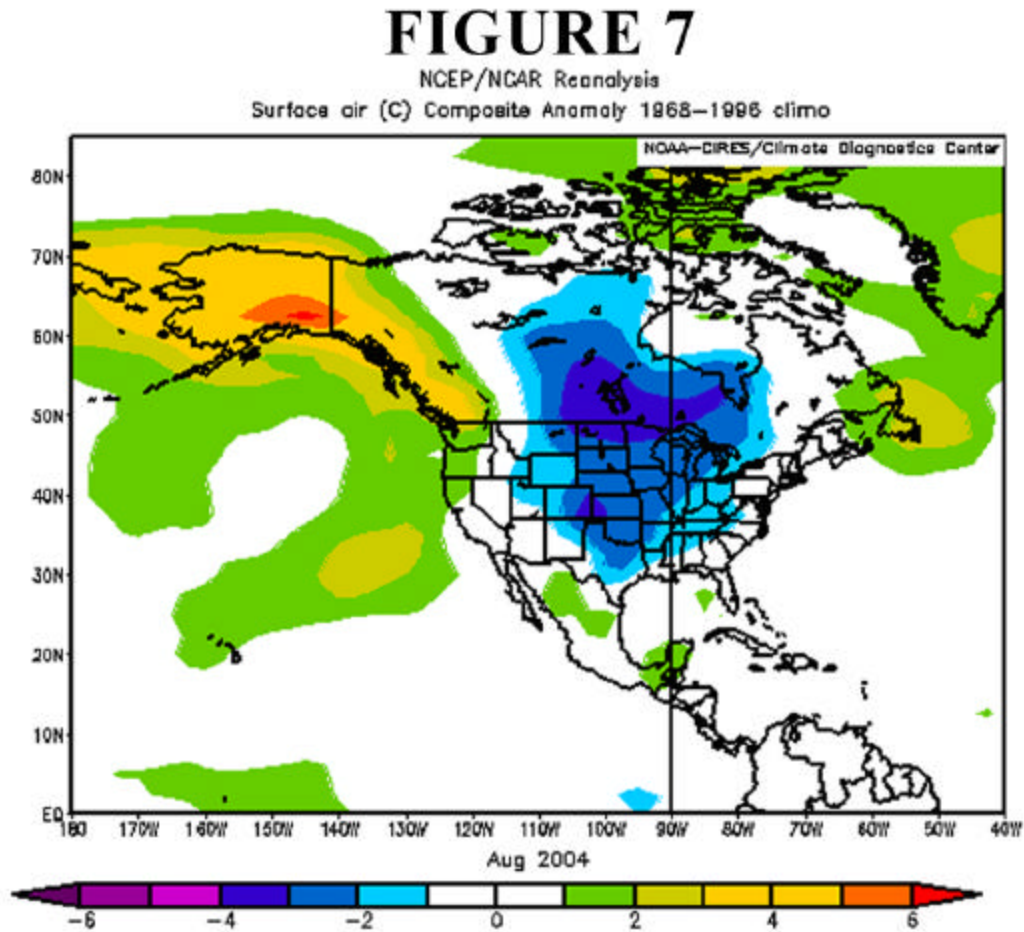 FIGURE 7
NCEP/NCAR Reanalysis
Surface air (C) Composite Anomaly 1968-1996 climo
NOAA-CIRES/Climate Diagnostics Center
80N
70N
60N
50N
40N
30N
20N
10N
EQ
180 170W 160W 150W 140W 130W 120W 110W 100W 90W 80W 70W 60W 50W 40W
Aug 2004
-6 -4 -2 0 2 4 6